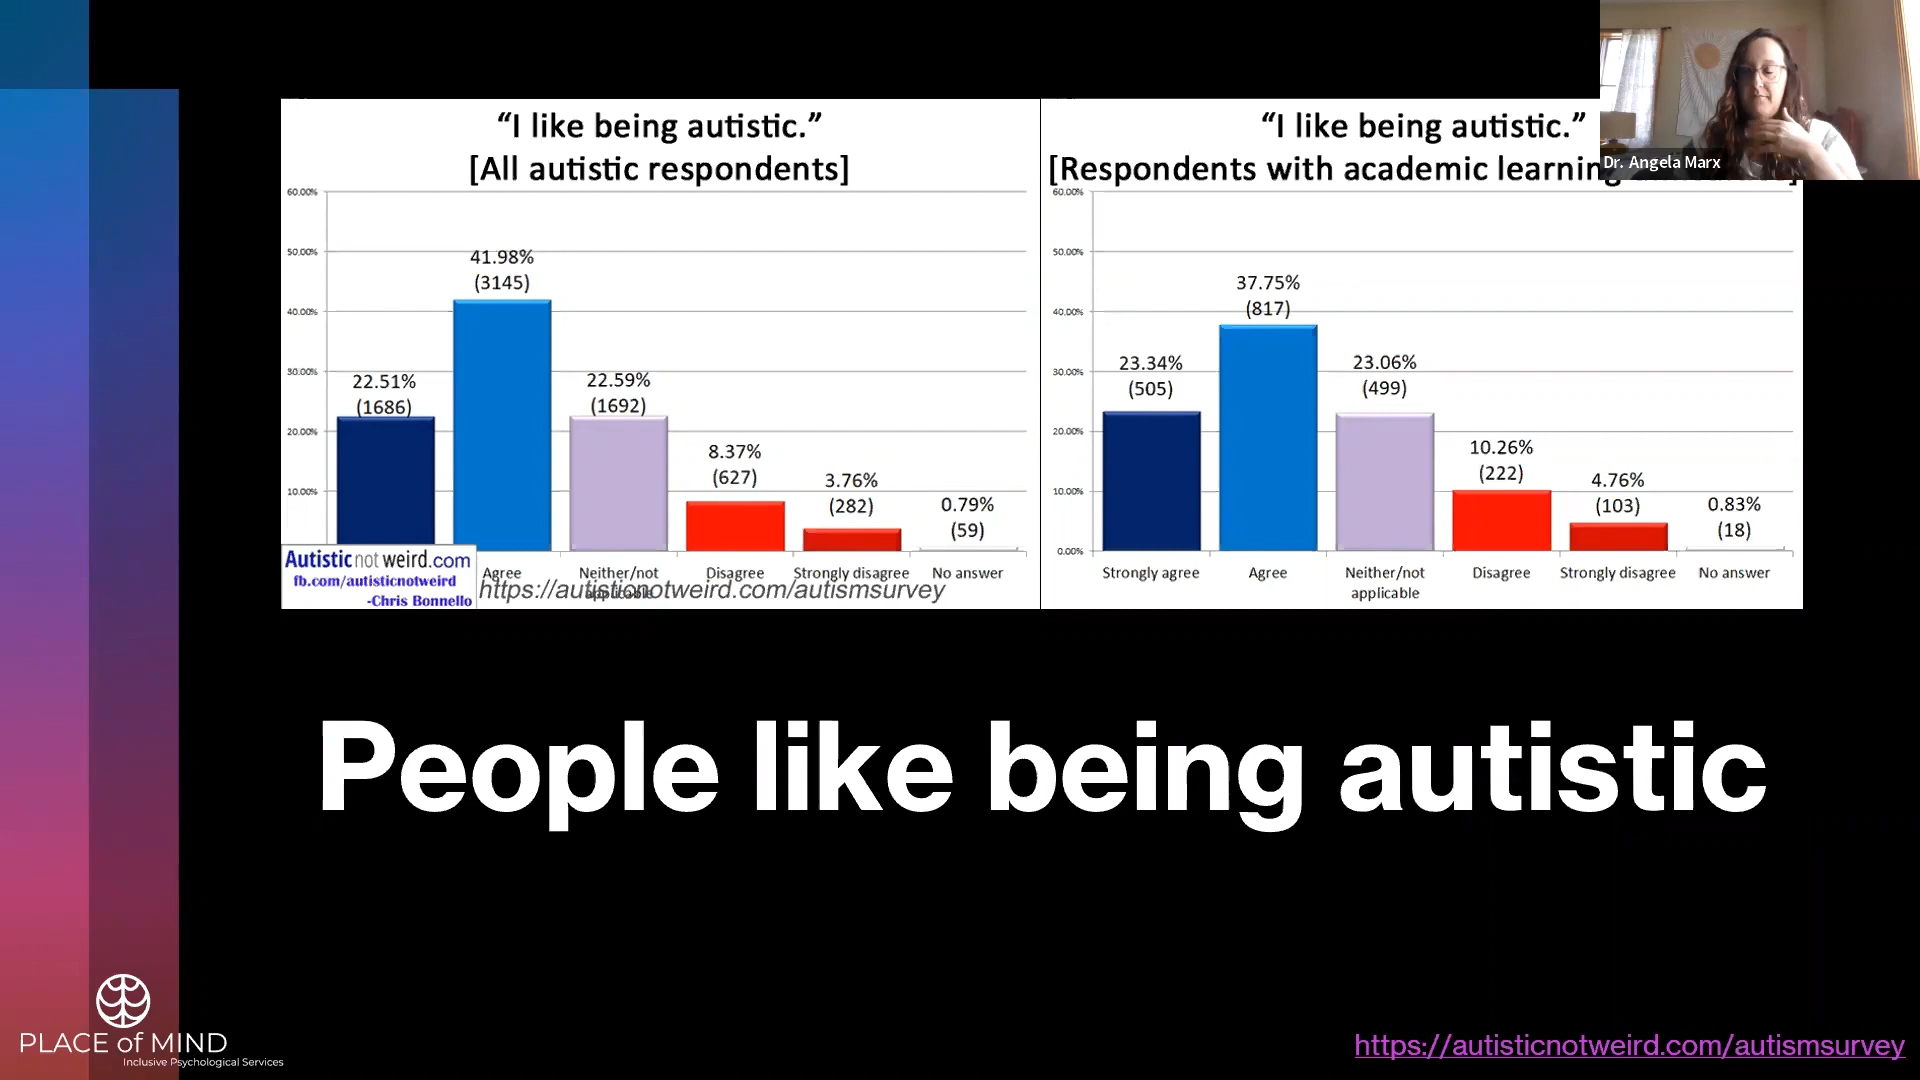 “I like being autistic.”
[All autistic respondents]
60.00%
50.00%
40.00%
30.00%
20.00%
10.00%
41.98%
(3145)
22.51%
(1686)
22.59%
(1692)
8.37%
(627)
3.76%
(282)
0.79%
(59)
Agree
Neither/not
applicable
Disagree
Strongly disagree
No answer
Autistic not weird.com
fb.com/autisticnotweird
-Chris Bonnello
https://autisticnotweird.com/autismsurvey
“I like being autistic.”
[Respondents with academic learning
60.00%
50.00%
40.00%
30.00%
20.00%
10.00%
0.00%
23.34%
(505)
37.75%
(817)
23.06%
(499)
10.26%
(222)
4.76%
(103)
0.83%
(18)
Strongly agree
Agree
Neither/not
applicable
Disagree
Strongly disagree
No answer
Dr. Angela Marx
People like being autistic
PLACE of MIND
Inclusive Psychological Services
https://autisticnotweird.com/autismsurvey